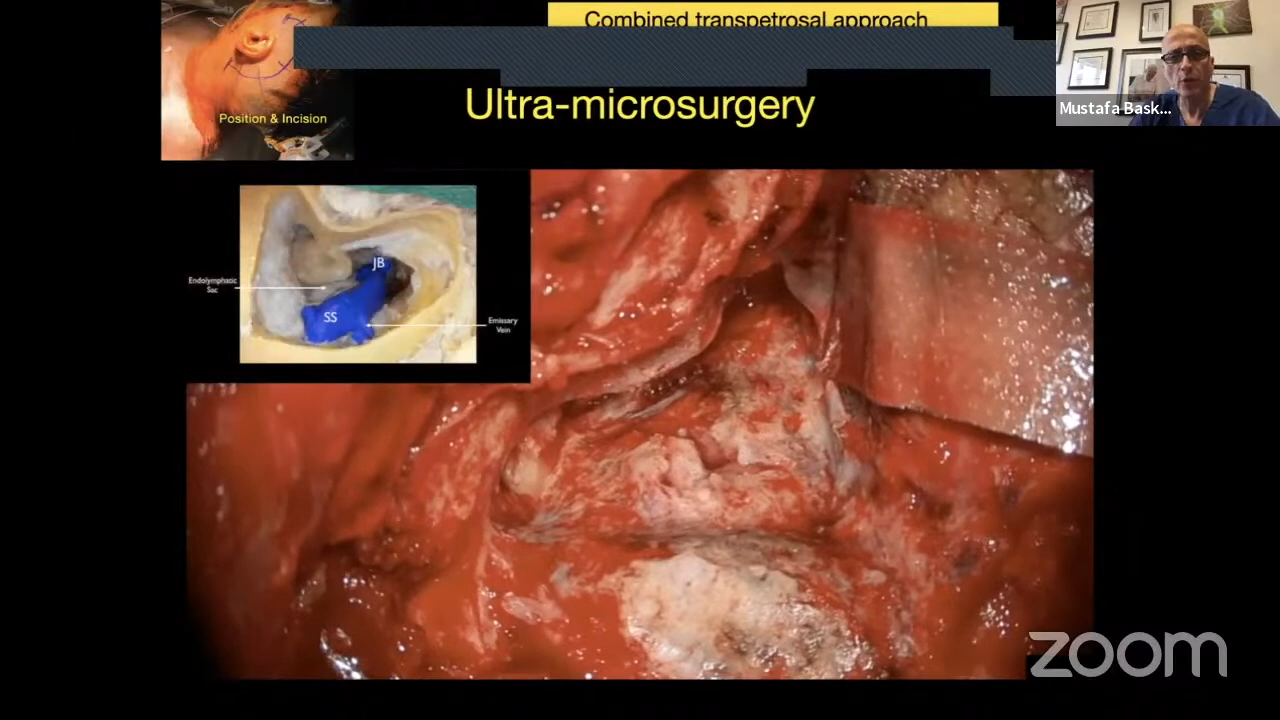 Combined transpetrosal approach
Mustafa Bask...
Position & Incision
Ultra-microsurgery
JB
Endolymphatic
Sac
SS
Emissary
Vein
zoom